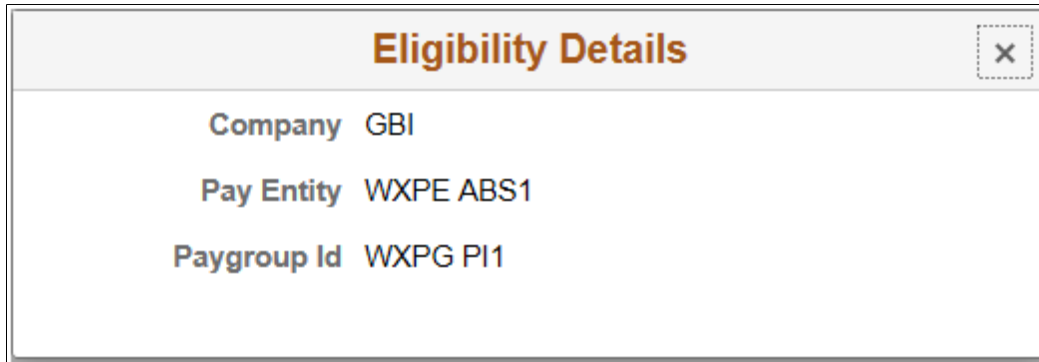 Eligibility Details
Company GBI
Pay Entity WXPE ABS1
Paygroup Id WXPG PI1